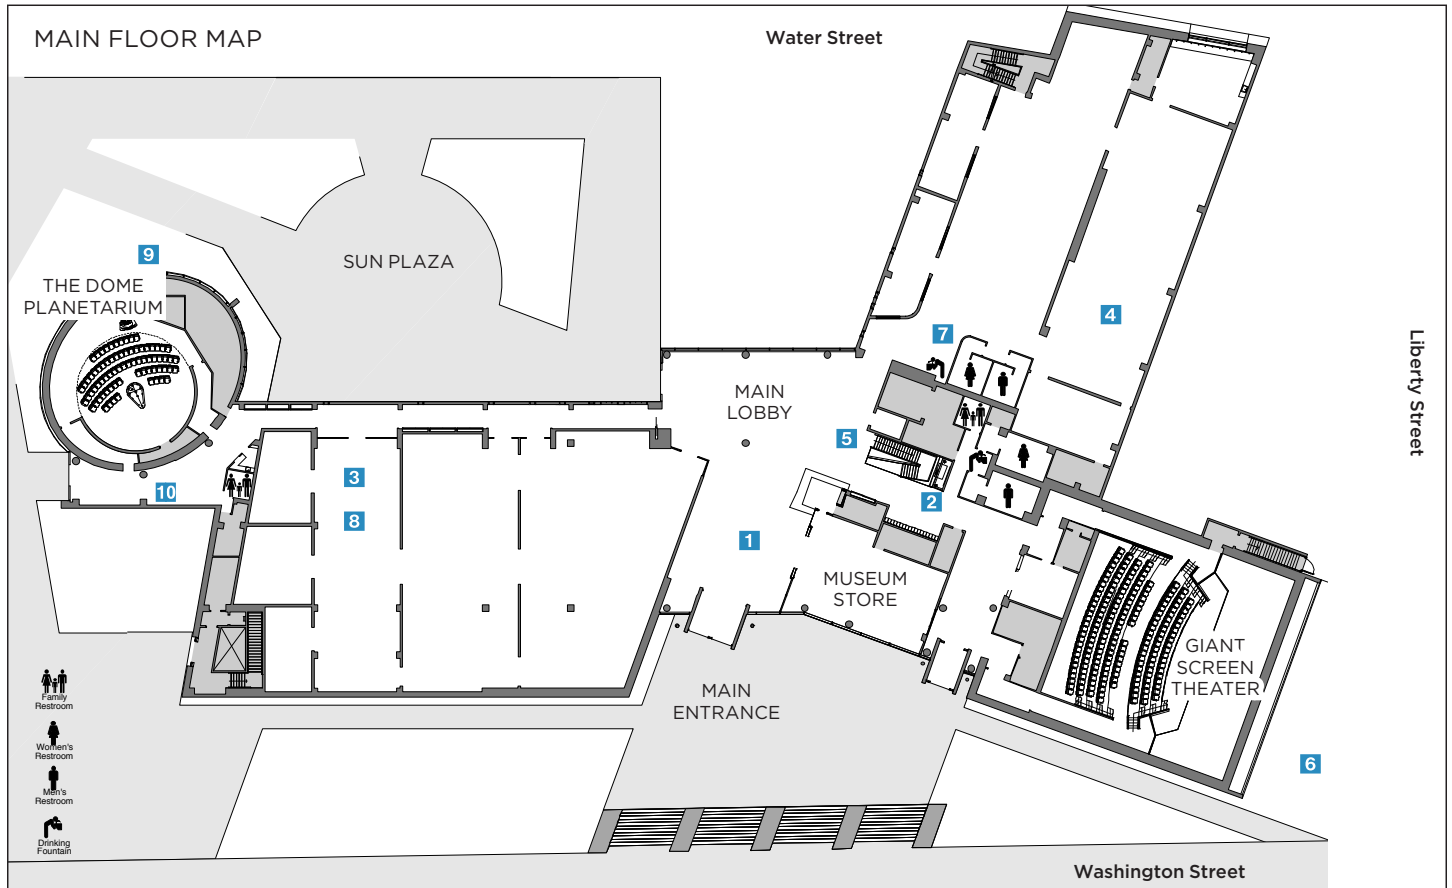 MAIN FLOOR MAP
Water Street
9
THE DOME
PLANETARIUM
SUN PLAZA
4
7
Liberty Street
MAIN
LOBBY
5
3
10
2
8
1
MUSEUM
STORE
GIANT
SCREEN
THEATER
MAIN
ENTRANCE
6
Family
Restroom
Women's
Restroom
Men's
Restroom
Drinking
Fountain
Washington Street